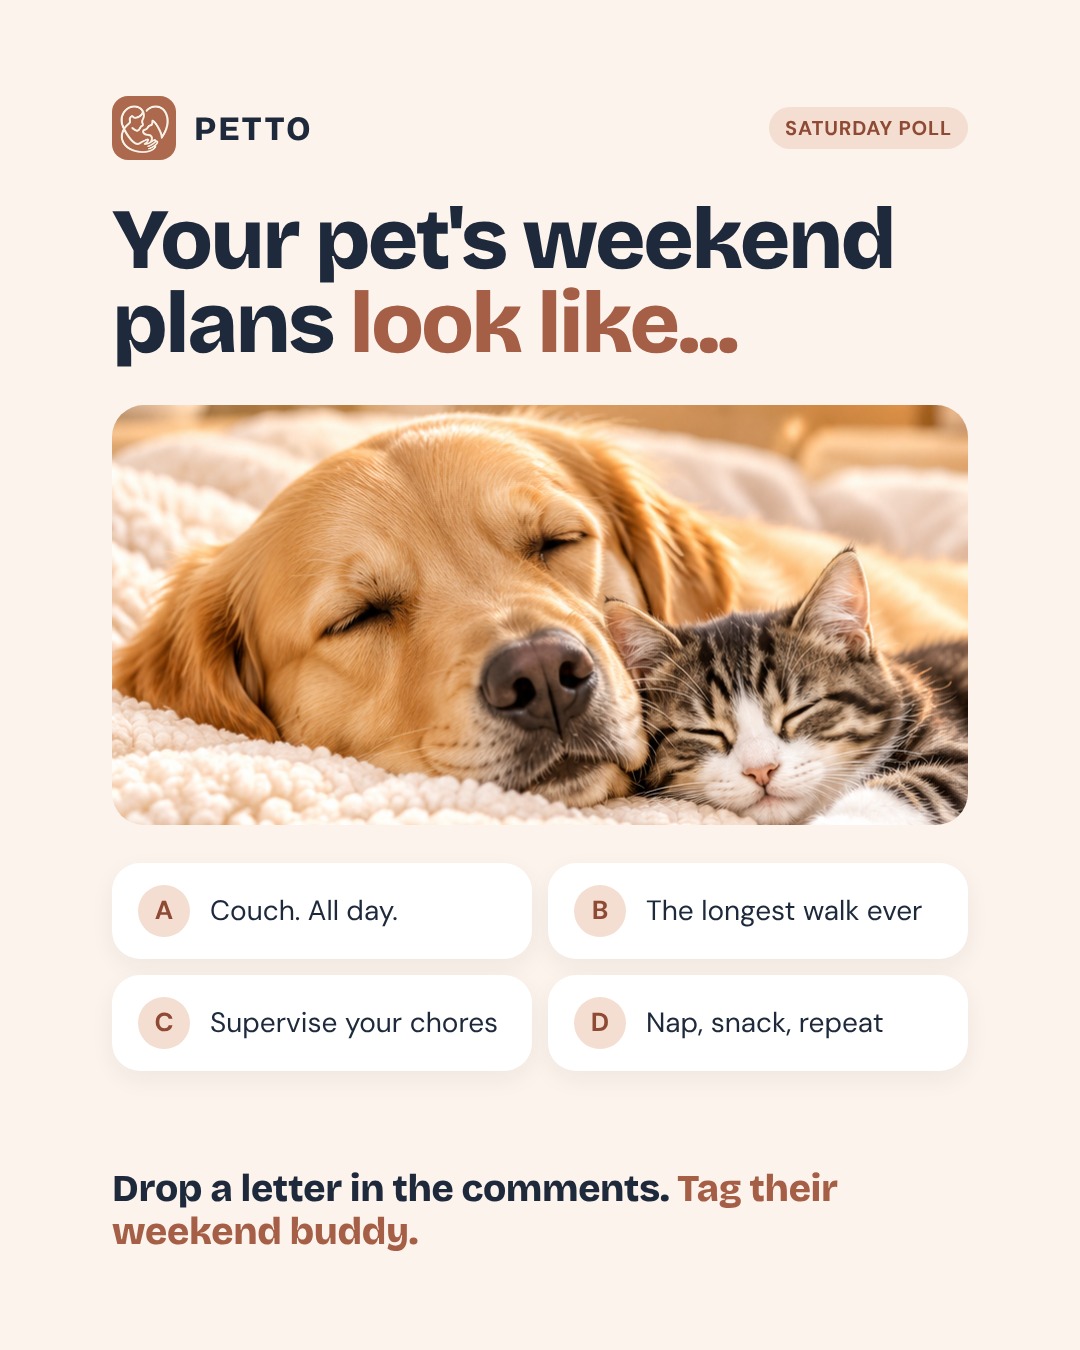 PETTO
SATURDAY POLL
Your pet's weekend
plans look like...
A Couch. All day.
B The longest walk ever
C Supervise your chores
D Nap, snack, repeat
Drop a letter in the comments. Tag their
weekend buddy.